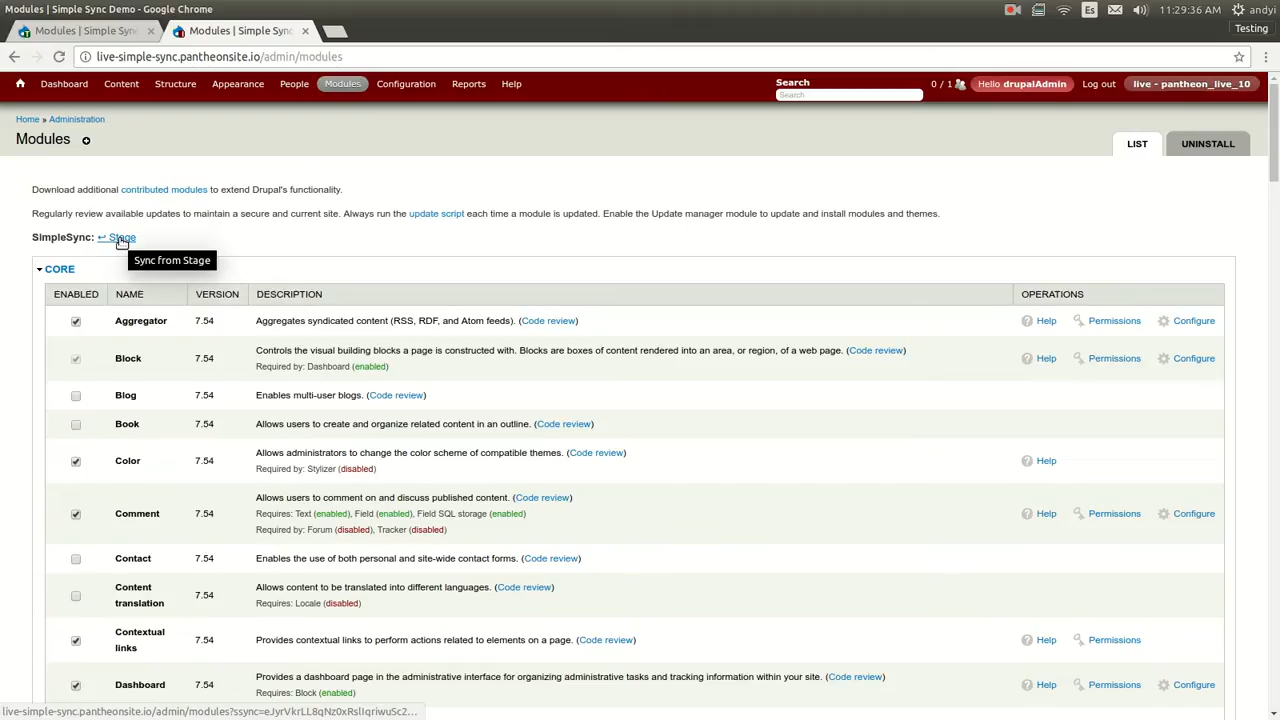 Modules | Simple Sync Demo - Google Chrome
Es
11:29:36 AM
andyi
Modules | Simple Sync
Modules | Simple Sync
Testing
live-simple-sync.pantheonsite.io/admin/modules
Dashboard
Content
Structure
Appearance
People
Modules
Configuration
Reports
Help
Search
Search
0 / 1
Hello drupalAdmin
Log out
live - pantheon_live_10
Home » Administration
Modules
LIST
UNINSTALL
Download additional contributed modules to extend Drupal's functionality.
Regularly review available updates to maintain a secure and current site. Always run the update script each time a module is updated. Enable the Update manager module to update and install modules and themes.
SimpleSync: ↩ Stage
Sync from Stage
CORE
ENABLED NAME VERSION DESCRIPTION OPERATIONS
Aggregator 7.54 Aggregates syndicated content (RSS, RDF, and Atom feeds). (Code review) Help Permissions Configure
Block 7.54 Controls the visual building blocks a page is constructed with. Blocks are boxes of content rendered into an area, or region, of a web page. (Code review) Help Permissions Configure
Required by: Dashboard (enabled)
Blog 7.54 Enables multi-user blogs. (Code review)
Book 7.54 Allows users to create and organize related content in an outline. (Code review)
Color 7.54 Allows administrators to change the color scheme of compatible themes. (Code review) Help
Required by: Stylizer (disabled)
Comment 7.54 Allows users to comment on and discuss published content. (Code review) Help Permissions Configure
Requires: Text (enabled), Field (enabled), Field SQL storage (enabled)
Required by: Forum (disabled), Tracker (disabled)
Contact 7.54 Enables the use of both personal and site-wide contact forms. (Code review)
Content translation 7.54 Allows content to be translated into different languages. (Code review)
Requires: Locale (disabled)
Contextual links 7.54 Provides contextual links to perform actions related to elements on a page. (Code review) Help Permissions
Dashboard 7.54 Provides a dashboard page in the administrative interface for organizing administrative tasks and tracking information within your site. (Code review) Help Permissions Configure
Requires: Block (enabled)